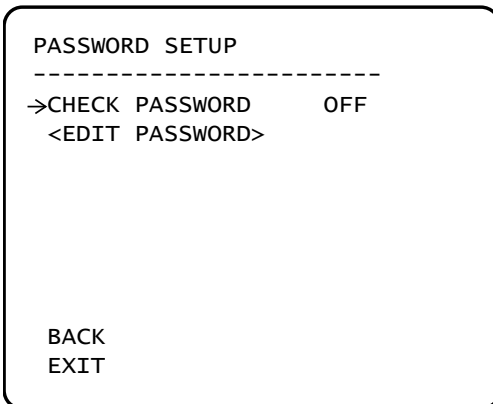 PASSWORD SETUP
------------------------
→CHECK PASSWORD OFF
<EDIT PASSWORD>
BACK
EXIT